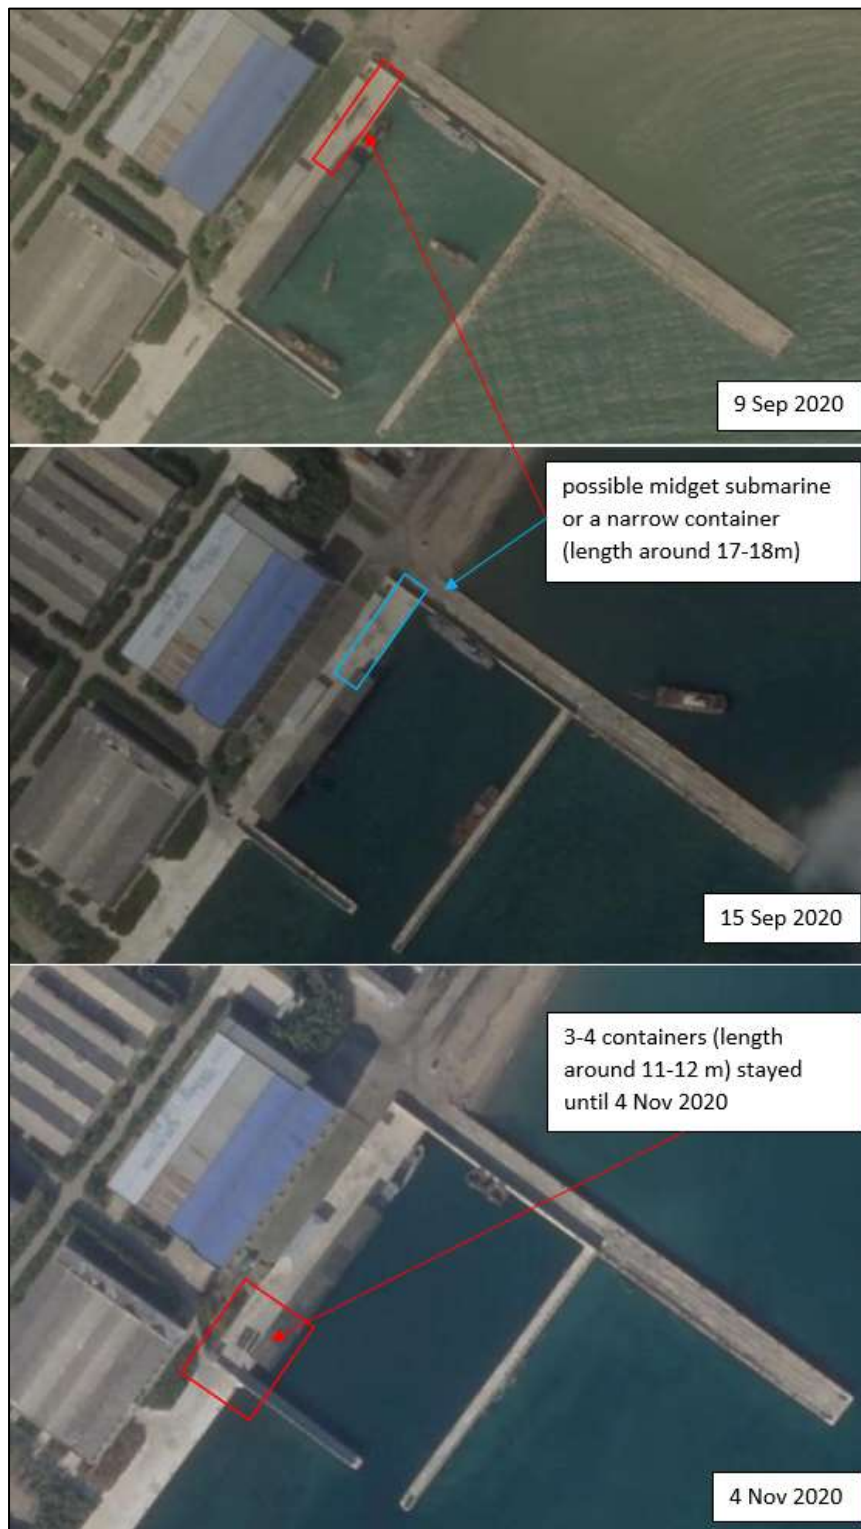 9 Sep 2020
possible midget submarine
or a narrow container
(length around 17-18m)
15 Sep 2020
3-4 containers (length
around 11-12 m) stayed
until 4 Nov 2020
4 Nov 2020